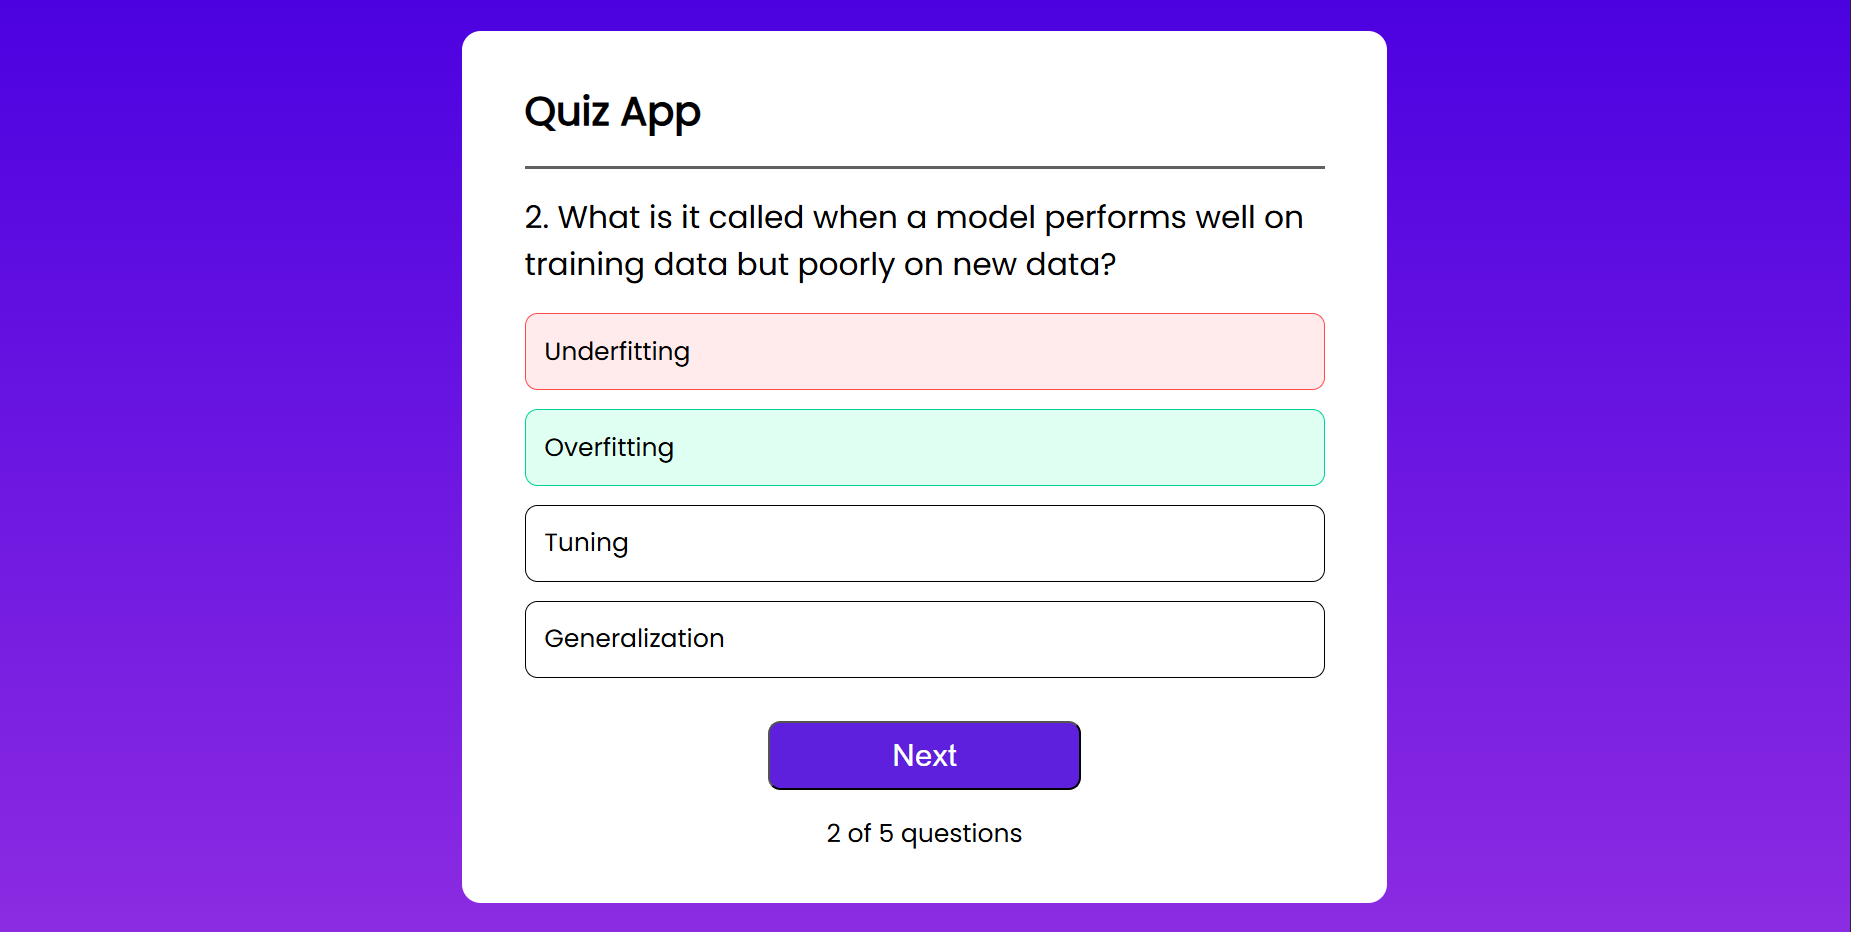 Quiz App
2. What is it called when a model performs well on
training data but poorly on new data?
Underfitting
Overfitting
Tuning
Generalization
Next
2 of 5 questions